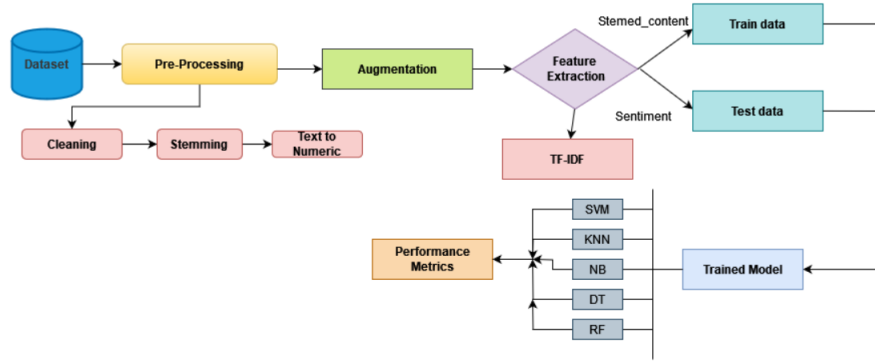 Dataset
Pre-Processing
Augmentation
Feature
Extraction
Stemed_content
Train data
Sentiment
Test data
Cleaning
Stemming
Text to
Numeric
TF-IDF
SVM
KNN
NB
DT
RF
Performance
Metrics
Trained Model